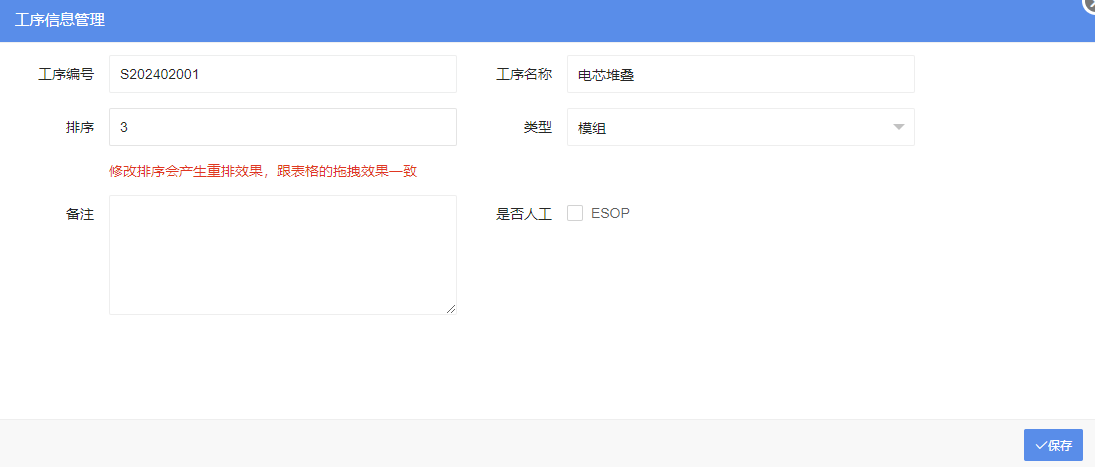 工序信息管理
工序编号 S202402001 工序名称 电芯堆叠
排序 3 类型 模组
修改排序会产生重排效果，跟表格的拖拽效果一致
备注 是否人工 ESOP
保存